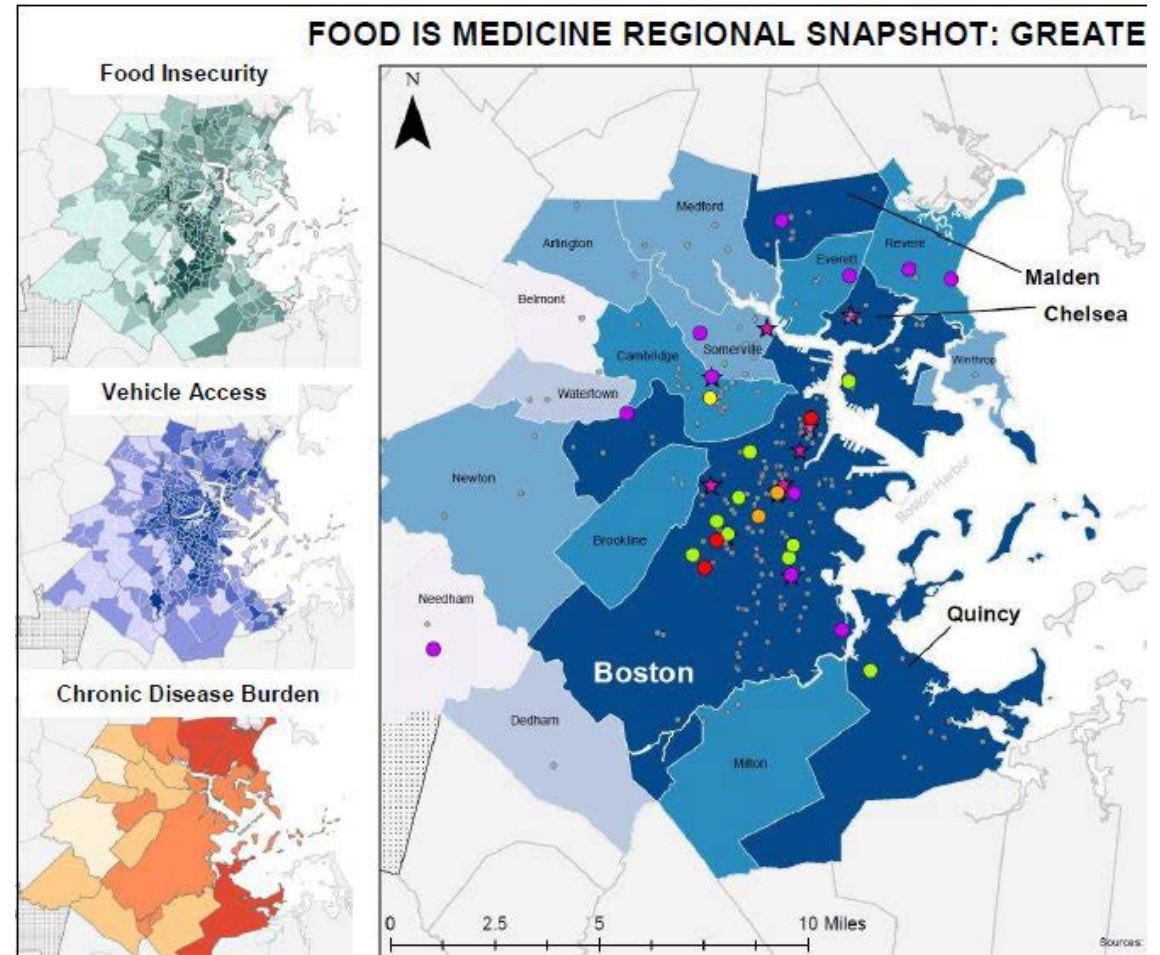 FOOD IS MEDICINE REGIONAL SNAPSHOT: GREATE
Food Insecurity
Vehicle Access
Chronic Disease Burden
N
Medford
Arlington
Revere
Everett
Malden
Belmont
Chelsea
Somerville
Cambridge
Winthrop
Watertown
Newton
Boston Harbor
Brookline
Needham
Quincy
Boston
Dedham
Milton
0 2.5 5 10 Miles
Sources: